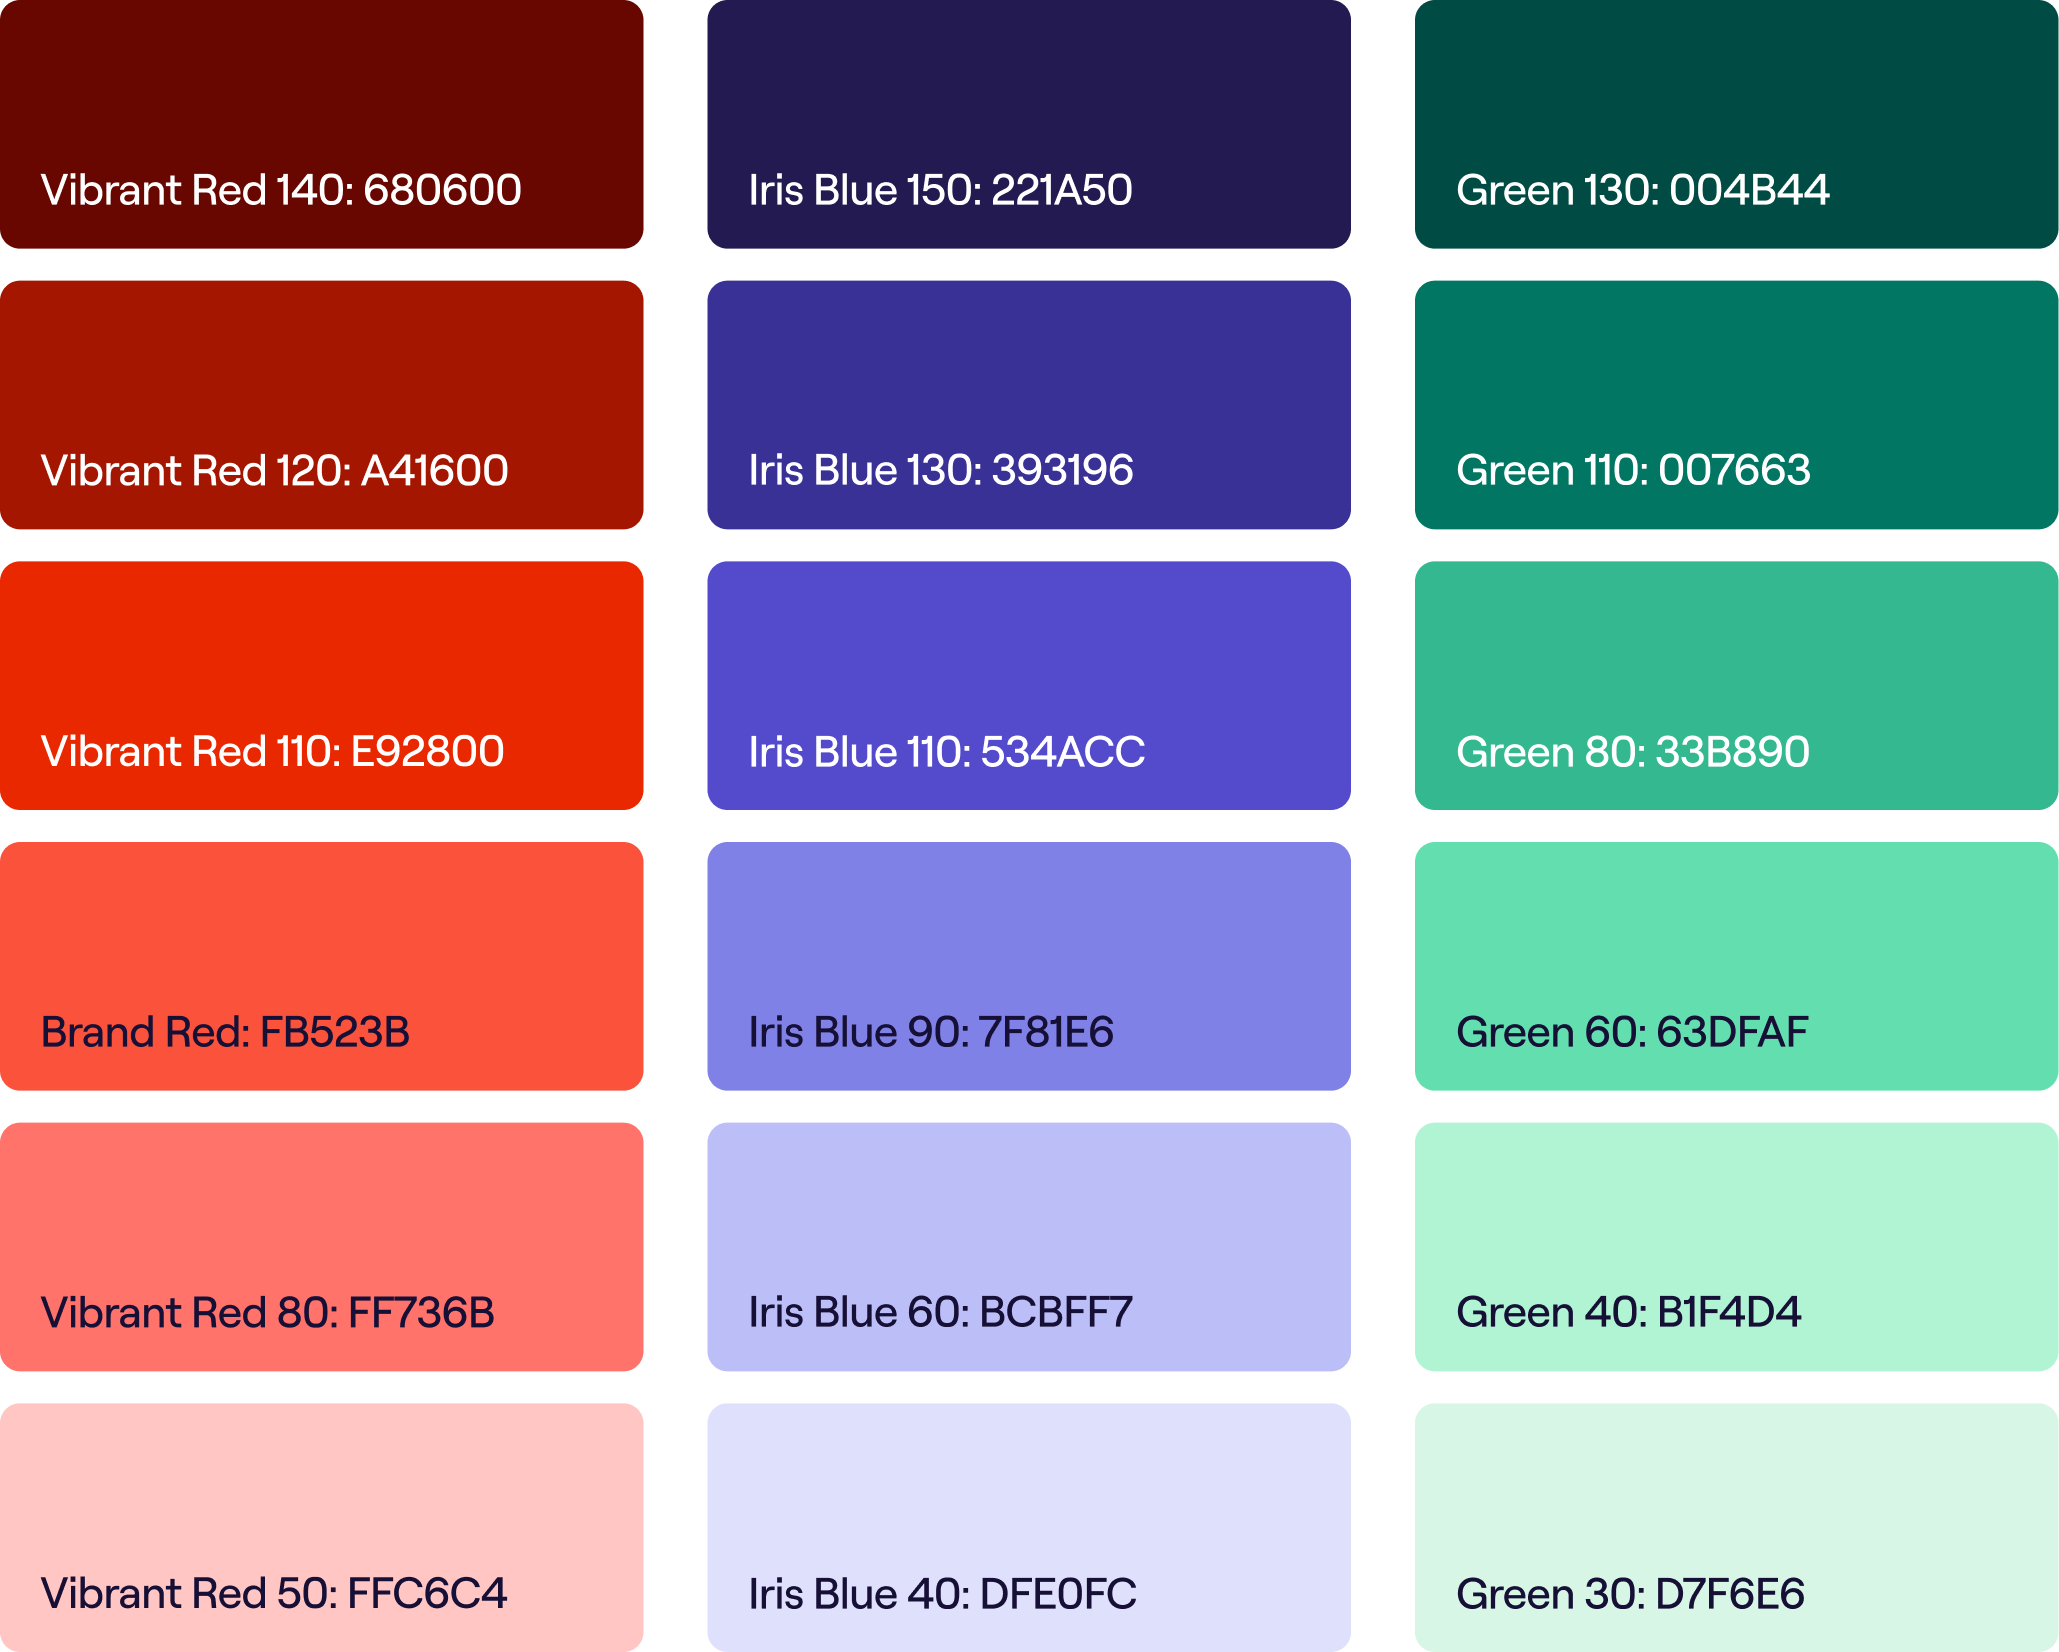 Vibrant Red 140: 680600
Iris Blue 150: 221A50
Green 130: 004B44
Vibrant Red 120: A41600
Iris Blue 130: 393196
Green 110: 007663
Vibrant Red 110: E92800
Iris Blue 110: 534ACC
Green 80: 33B890
Brand Red: FB523B
Iris Blue 90: 7F81E6
Green 60: 63DFAF
Vibrant Red 80: FF736B
Iris Blue 60: BCBFF7
Green 40: B1F4D4
Vibrant Red 50: FFC6C4
Iris Blue 40: DFE0FC
Green 30: D7F6E6